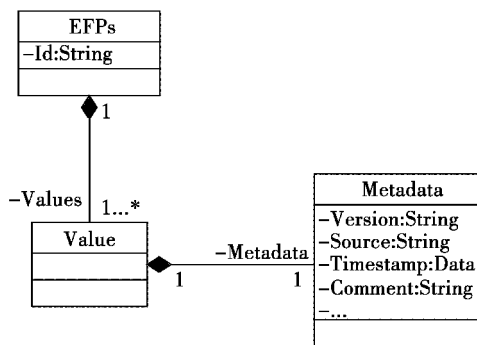 EFPs
-Id:String
1
-Values
1...*
Value
1
-Metadata
1
Metadata
-Version:String
-Source:String
-Timestamp:Data
-Comment:String
-...